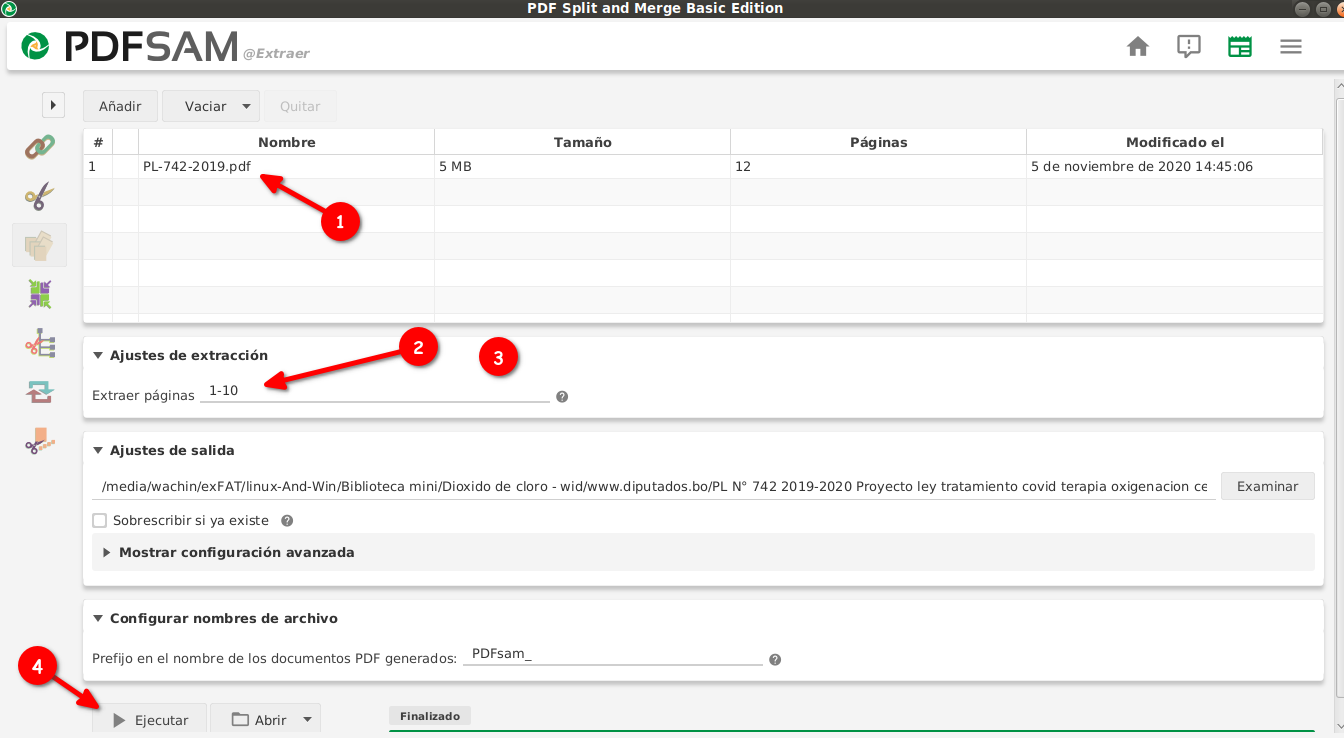 PDF Split and Merge Basic Edition
PDFSAM @Extraer
Añadir Vaciar Quitar
# Nombre Tamaño Páginas Modificado el
1 PL-742-2019.pdf 5 MB 12 5 de noviembre de 2020 14:45:06
1
2
3
Ajustes de extracción
Extraer páginas 1-10 ?
Ajustes de salida
/media/wachin/exFAT/linux-And-Win/Biblioteca mini/Dioxido de cloro - wid/www.diputados.bo/PL N° 742 2019-2020 Proyecto ley tratamiento covid terapia oxigenacion ce Examinar
Sobrescribir si ya existe ?
Mostrar configuración avanzada
Configurar nombres de archivo
Prefijo en el nombre de los documentos PDF generados: PDFsam_ ?
4
Ejecutar Abrir Finalizado